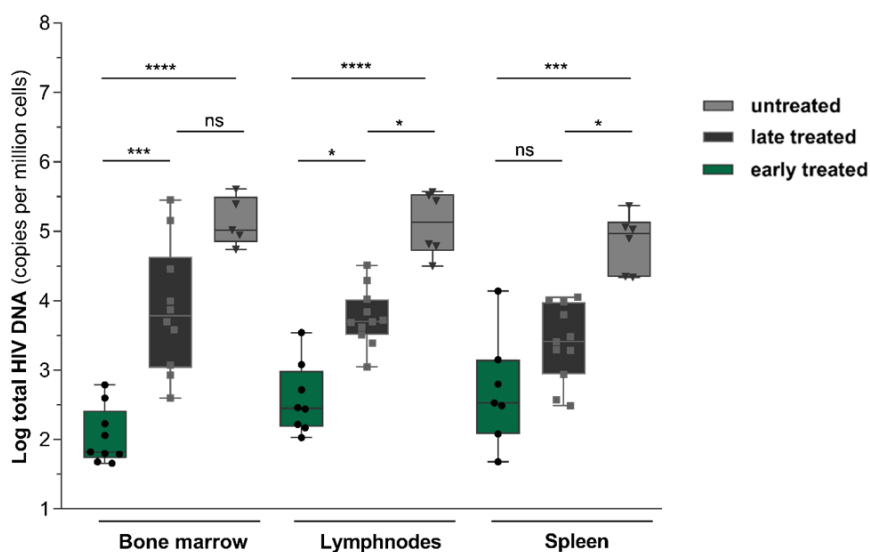 8
7
6
5
4
3
2
1
Log total HIV DNA (copies per million cells)
**** **** ***
ns * *
*** * ns
untreated
late treated
early treated
Bone marrow Lymphnodes Spleen